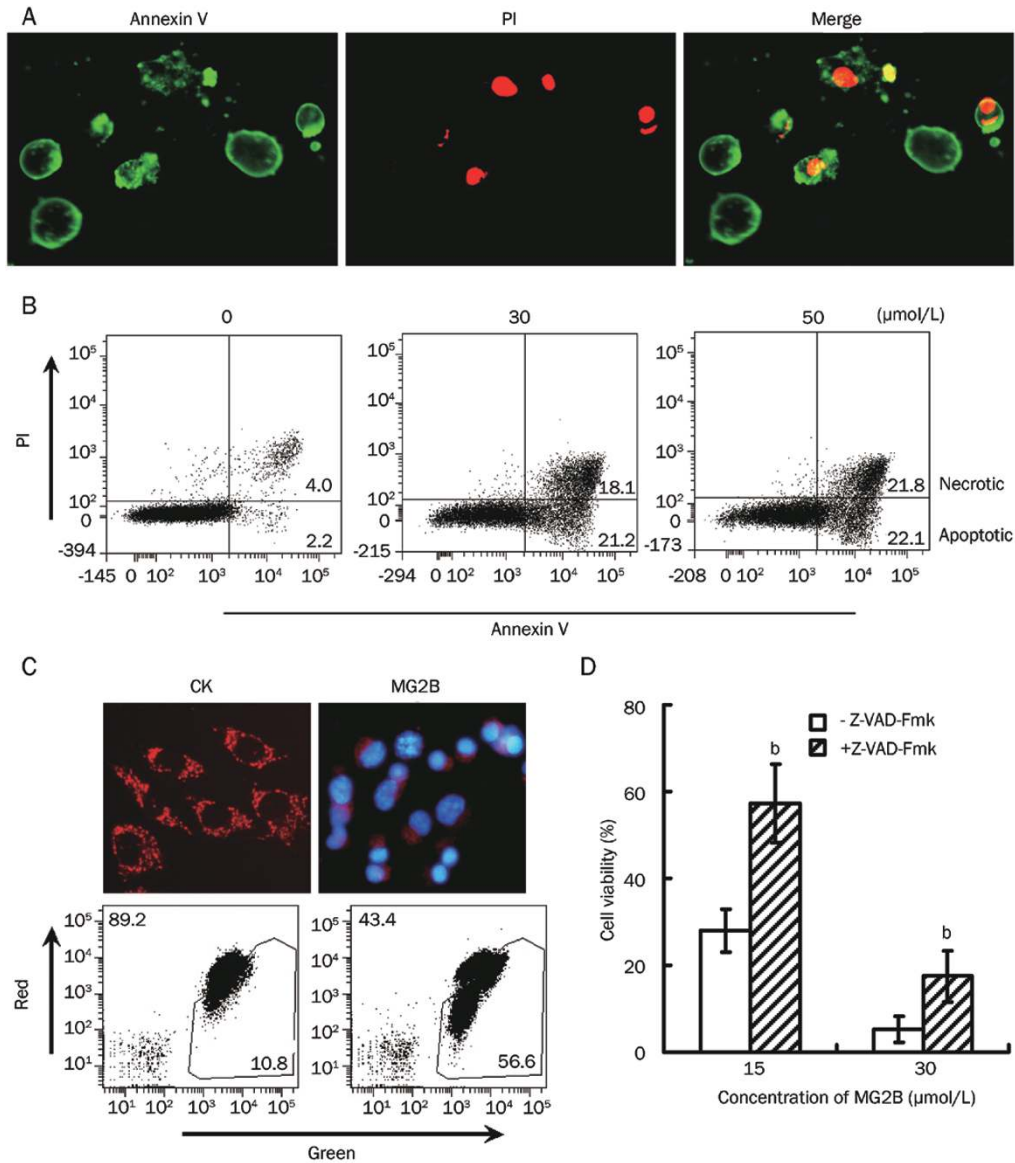 A
Annexin V PI Merge
B
0 30 50 (µmol/L)
PI
10⁵ 10⁵ 10⁵
10⁴ 10⁴ 10⁴
10³ 10³ 10³
4.0 18.1 21.8 Necrotic
10² 10² 10²
0 0 0
2.2 21.2 22.1 Apoptotic
-394 -215 -173
-145 0 10² 10³ 10⁴ 10⁵ -294 0 10² 10³ 10⁴ 10⁵ -208 0 10² 10³ 10⁴ 10⁵
Annexin V
C
CK MG2B
Red
10⁵ 89.2 10⁵ 43.4
10⁴ 10⁴
10³ 10³
10² 10²
10¹ 10.8 10¹ 56.6
10¹ 10² 10³ 10⁴ 10⁵ 10¹ 10² 10³ 10⁴ 10⁵
Green
D
80
- Z-VAD-Fmk
+Z-VAD-Fmk
b
60
Cell viability (%)
40
b
20
0
15 30
Concentration of MG2B (µmol/L)